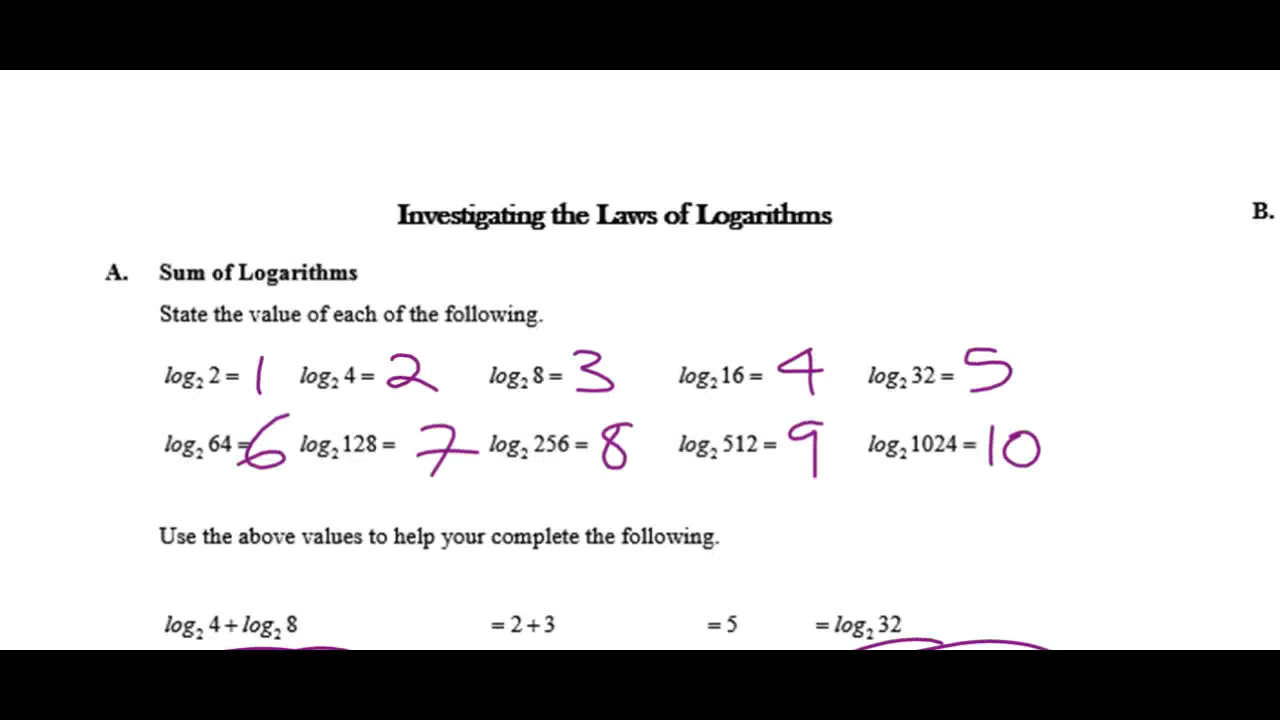 Investigating the Laws of Logarithms
B.
A. Sum of Logarithms
State the value of each of the following.
log₂ 2 = 1 log₂ 4 = 2 log₂ 8 = 3 log₂ 16 = 4 log₂ 32 = 5
log₂ 64 = 6 log₂ 128 = 7 log₂ 256 = 8 log₂ 512 = 9 log₂ 1024 = 10
Use the above values to help your complete the following.
log₂ 4 + log₂ 8 = 2 + 3 = 5 = log₂ 32